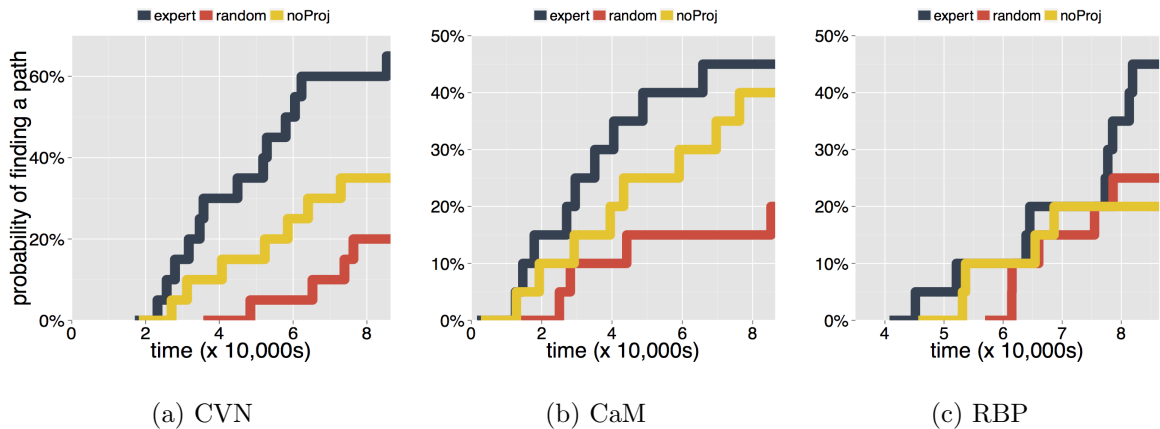 expert random noProj
probability of finding a path
60%
40%
20%
0%
0 2 4 6 8
time (x 10,000s)
(a) CVN
expert random noProj
50%
40%
30%
20%
10%
0%
0 2 4 6 8
time (x 10,000s)
(b) CaM
expert random noProj
50%
40%
30%
20%
10%
0%
4 5 6 7 8
time (x 10,000s)
(c) RBP